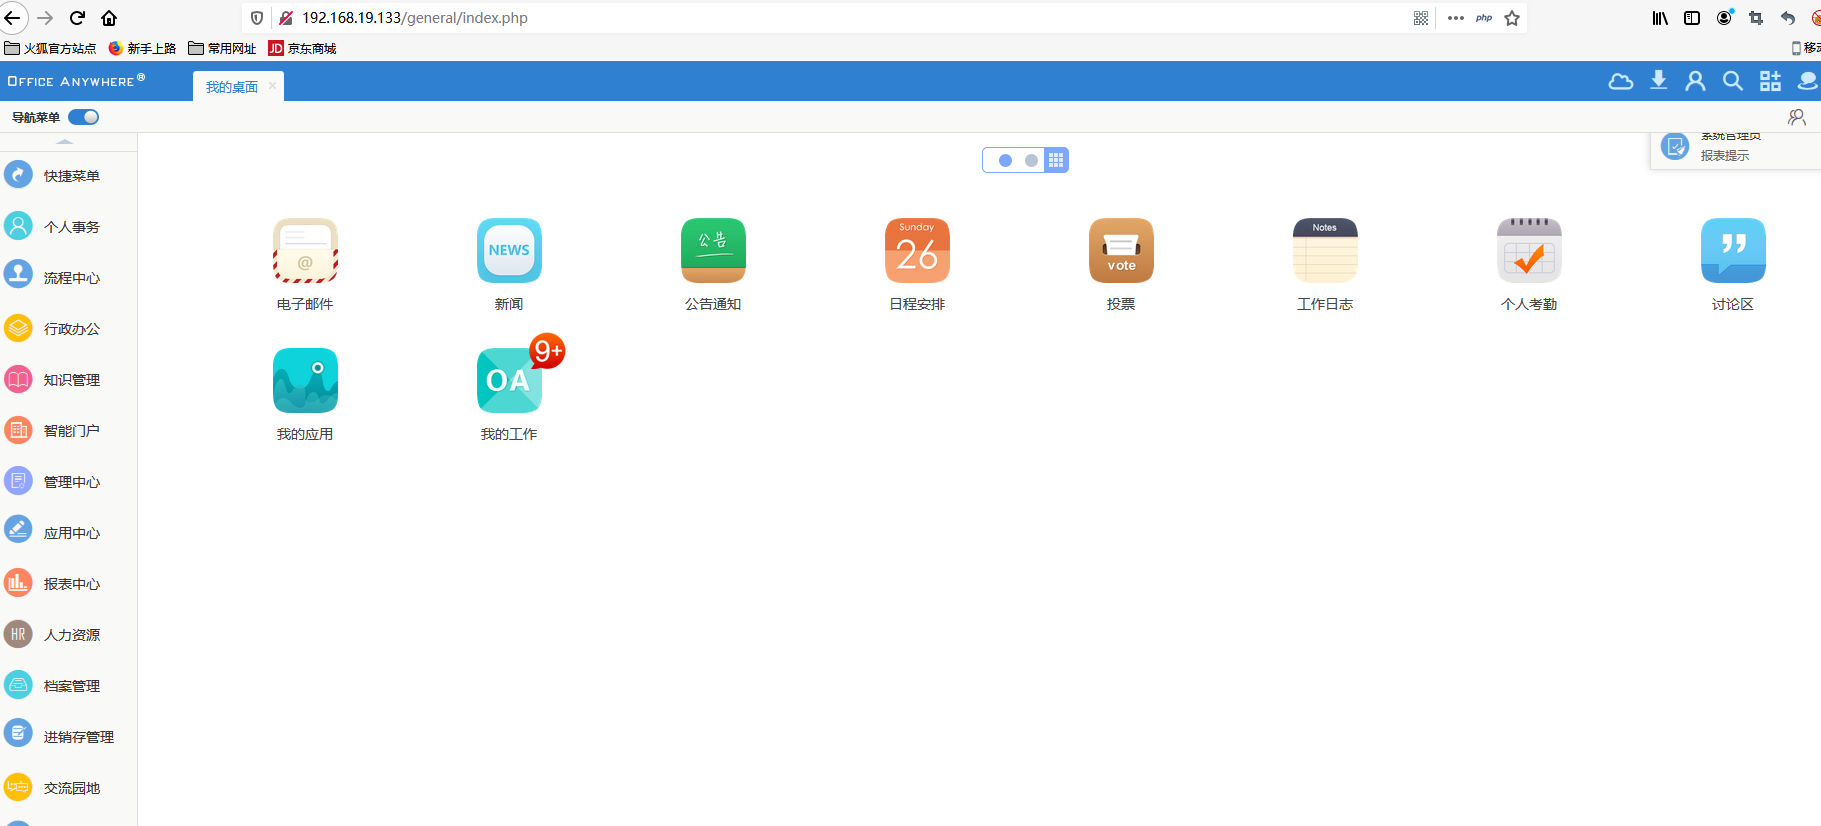 192.168.19.133/general/index.php
php
火狐官方站点 新手上路 常用网址 JD 京东商城
OFFICE ANYWHERE®
我的桌面
导航菜单
系统管理员
报表提示
快捷菜单
个人事务
流程中心
行政办公
知识管理
智能门户
管理中心
应用中心
报表中心
HR 人力资源
档案管理
进销存管理
交流园地
@
NEWS
公告
Sunday
26
vote
Notes
电子邮件 新闻 公告通知 日程安排 投票 工作日志 个人考勤 讨论区
OA
9+
我的应用 我的工作